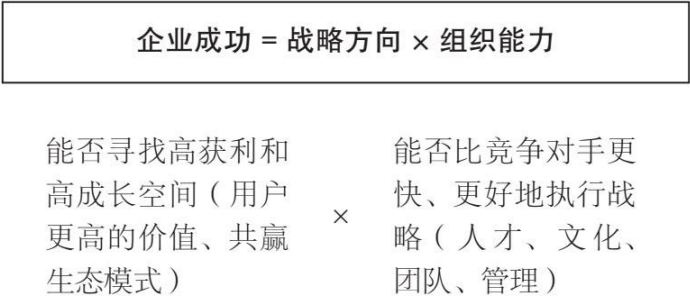 企业成功 = 战略方向 × 组织能力
能否寻找高获利和
高成长空间（用户
更高的价值、共赢
生态模式）
×
能否比竞争对手更
快、更好地执行战
略（人才、文化、
团队、管理）